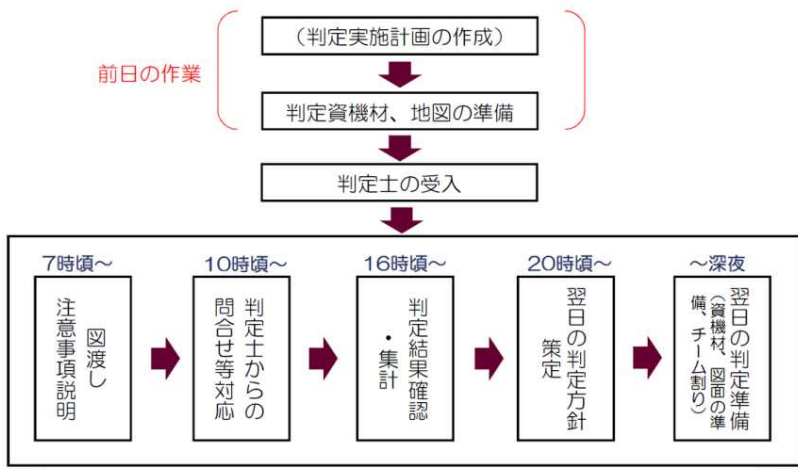 （判定実施計画の作成）
前日の作業
判定資機材、地図の準備
判定士の受入
7時頃～
図渡し
注意事項説明
10時頃～
判定士からの
問合せ等対応
16時頃～
判定結果確認
・集計
20時頃～
翌日の判定方針
策定
～深夜
翌日の判定準備
（資機材、図面の準
備、チーム割り）